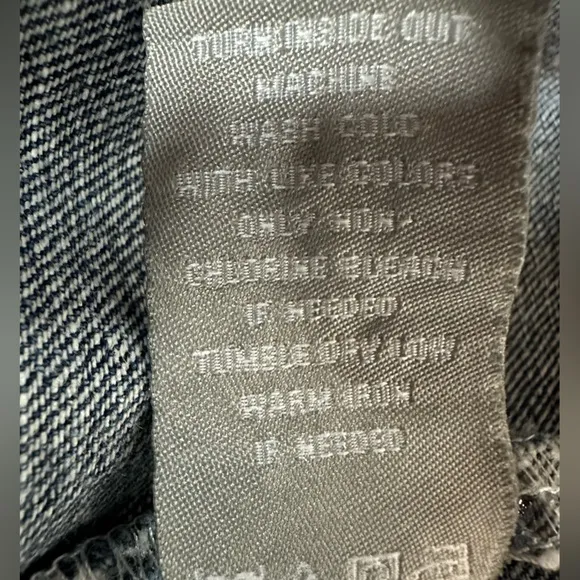 TURN INSIDE OUT
MACHINE
WASH COLD
WITH LIKE COLORS
ONLY NON-
CHLORINE BLEACH
IF NEEDED
TUMBLE DRY LOW
WARM IRON
IF NEEDED